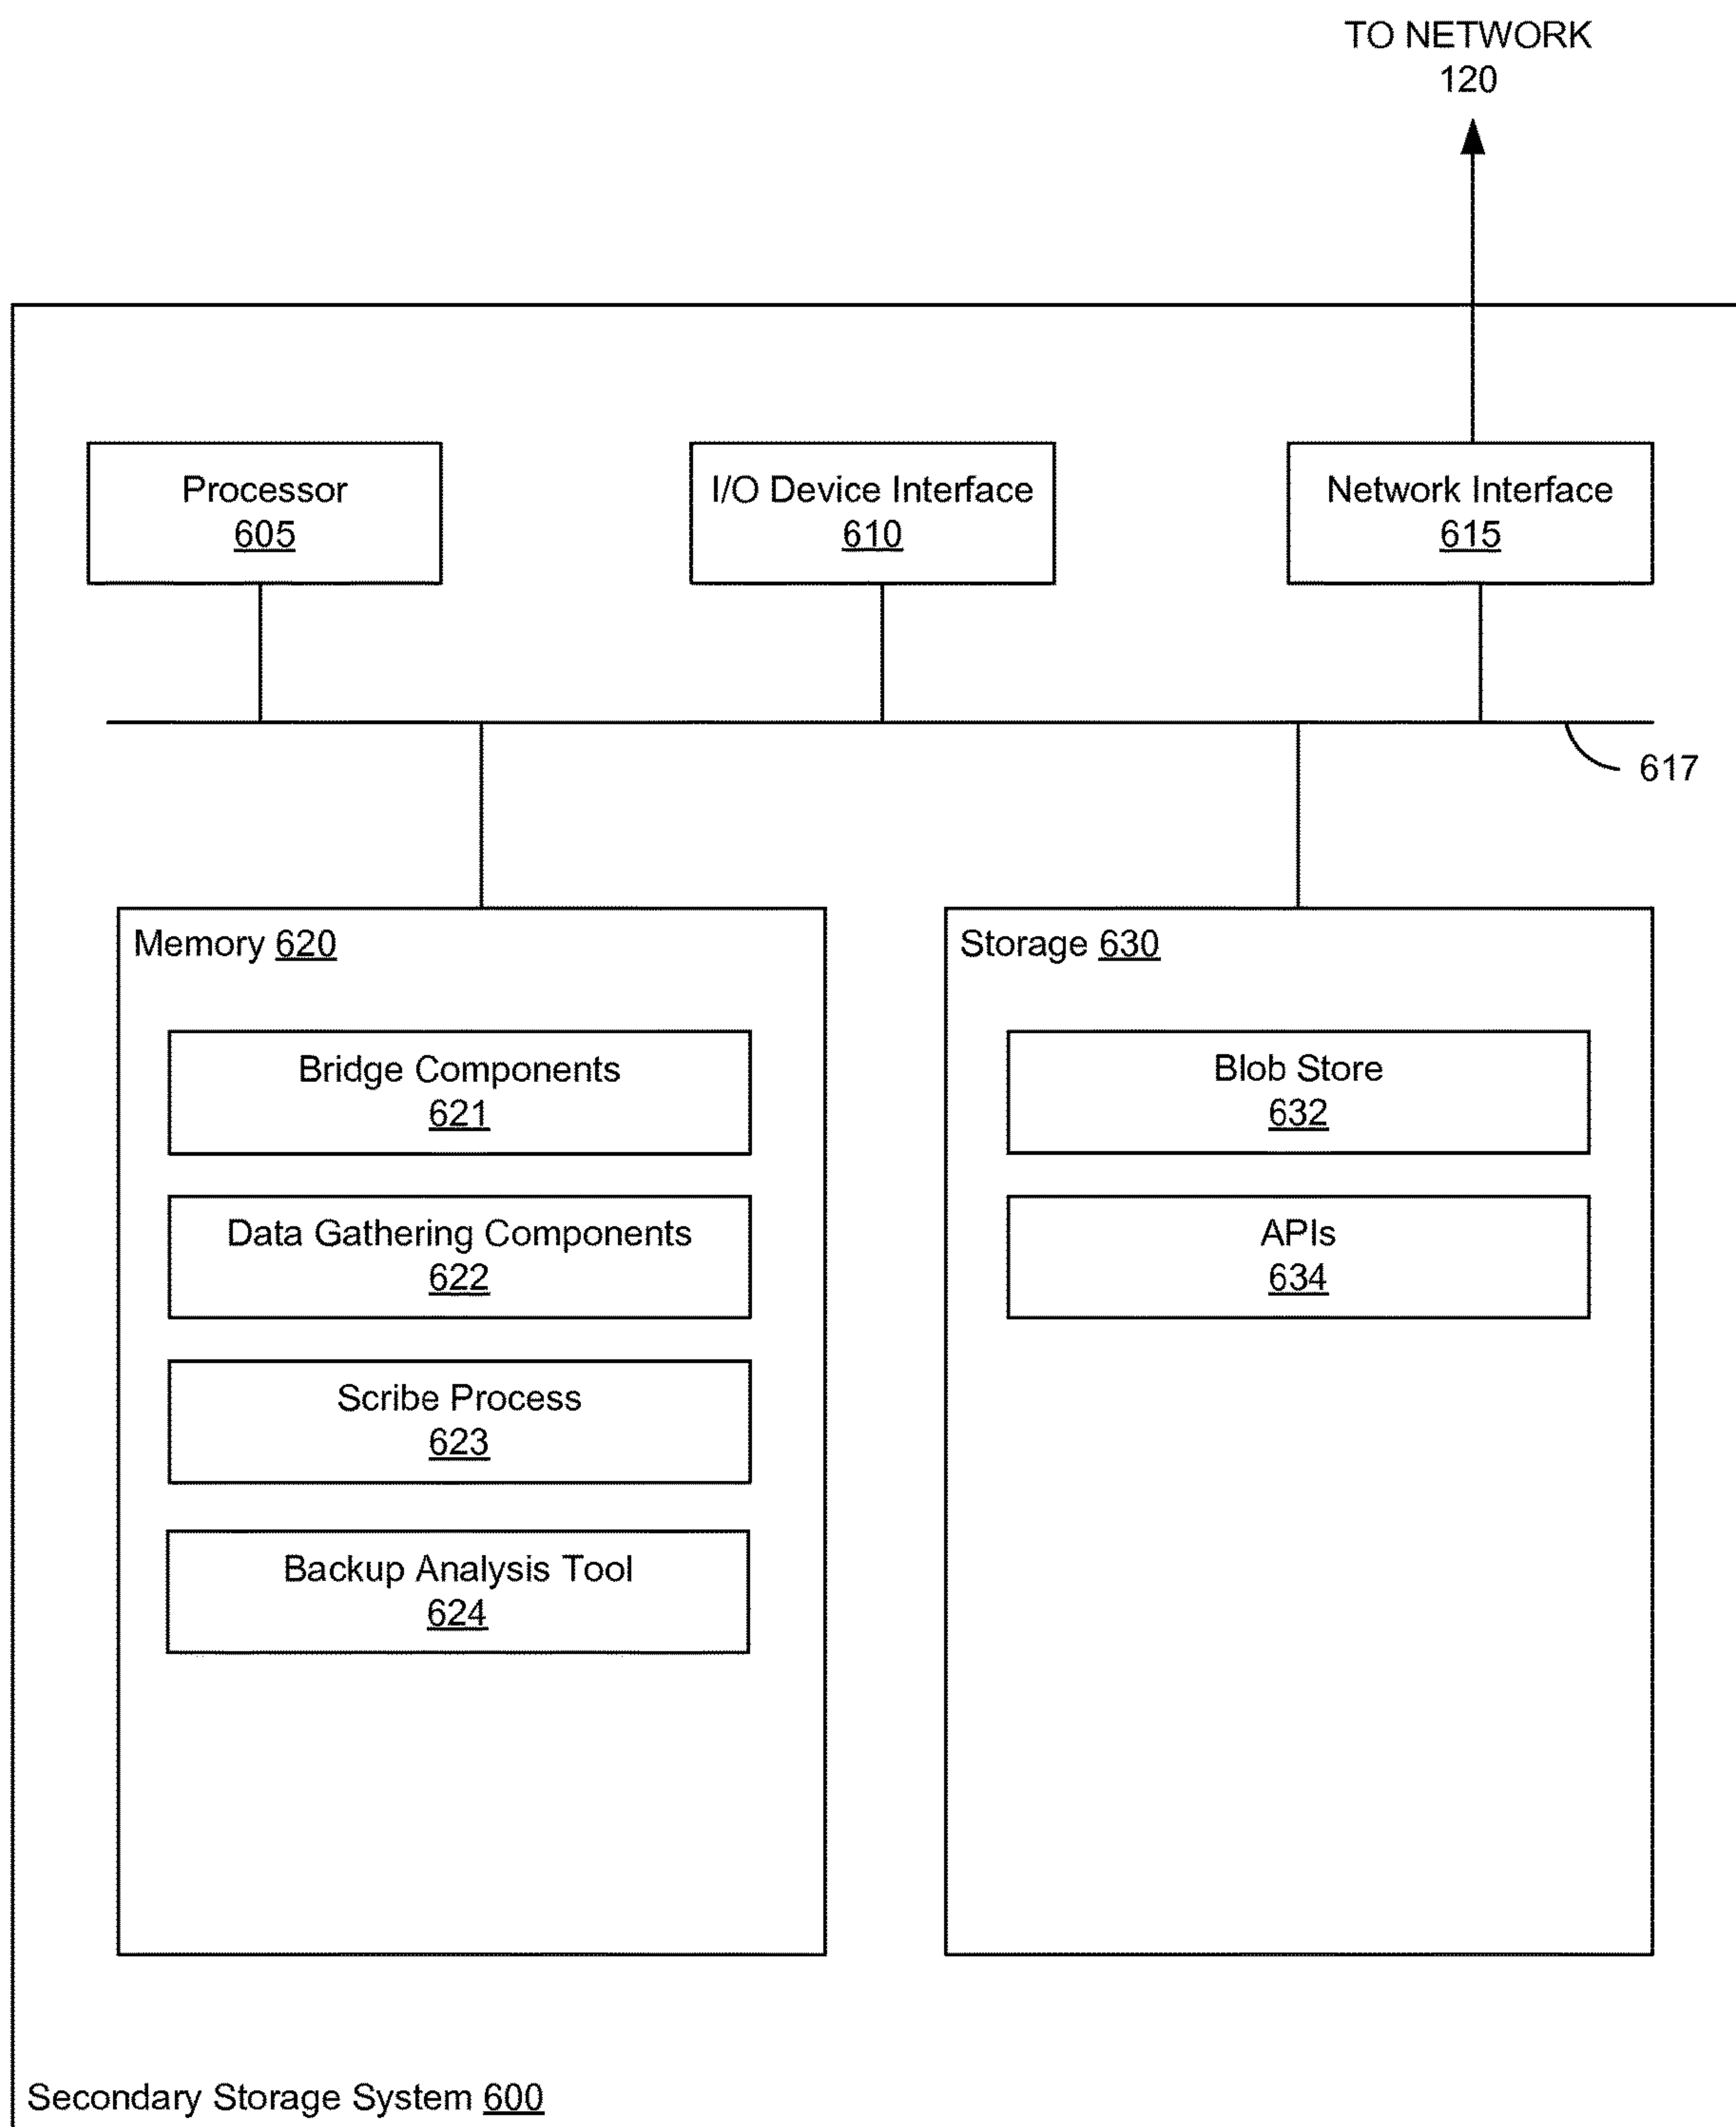 TO NETWORK
120
Processor
605
I/O Device Interface
610
Network Interface
615
617
Memory 620
Bridge Components
621
Data Gathering Components
622
Scribe Process
623
Backup Analysis Tool
624
Storage 630
Blob Store
632
APIs
634
Secondary Storage System 600